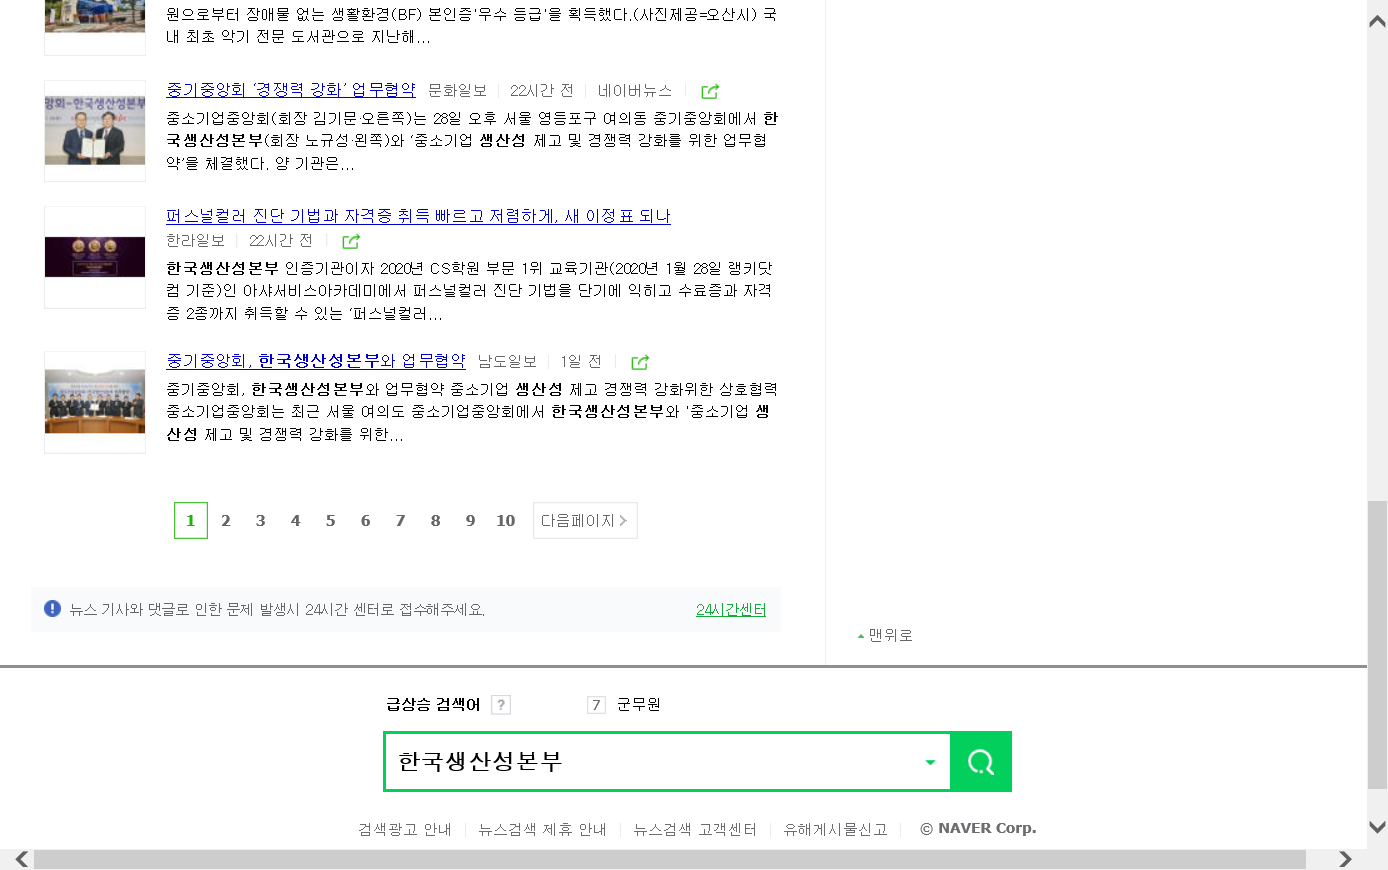 원으로부터 장애물 없는 생활환경(BF) 본인증'우수 등급'을 획득했다.(사진제공=오산시) 국
내 최초 악기 전문 도서관으로 지난해...
앙회-한국생산성본부
중기중앙회 ‘경쟁력 강화’ 업무협약 문화일보 22시간 전 네이버뉴스
중소기업중앙회(회장 김기문·오른쪽)는 28일 오후 서울 영등포구 여의동 중기중앙회에서 한
국생산성본부(회장 노규성·왼쪽)와 ‘중소기업 생산성 제고 및 경쟁력 강화를 위한 업무협
약’을 체결했다. 양 기관은...
퍼스널컬러 진단 기법과 자격증 취득 빠르고 저렴하게, 새 이정표 되나
한라일보 22시간 전
한국생산성본부 인증기관이자 2020년 CS학원 부문 1위 교육기관(2020년 1월 28일 랭키닷
컴 기준)인 아샤서비스아카데미에서 퍼스널컬러 진단 기법을 단기에 익히고 수료증과 자격
증 2종까지 취득할 수 있는 ‘퍼스널컬러...
중기중앙회, 한국생산성본부와 업무협약 남도일보 1일 전
중기중앙회, 한국생산성본부와 업무협약 중소기업 생산성 제고 경쟁력 강화위한 상호협력
중소기업중앙회는 최근 서울 여의도 중소기업중앙회에서 한국생산성본부와 '중소기업 생
산성 제고 및 경쟁력 강화를 위한...
1 2 3 4 5 6 7 8 9 10 다음페이지
뉴스 기사와 댓글로 인한 문제 발생시 24시간 센터로 접수해주세요. 24시간센터
맨위로
급상승 검색어 ? 7 군무원
한국생산성본부
검색광고 안내 뉴스검색 제휴 안내 뉴스검색 고객센터 유해게시물신고 © NAVER Corp.